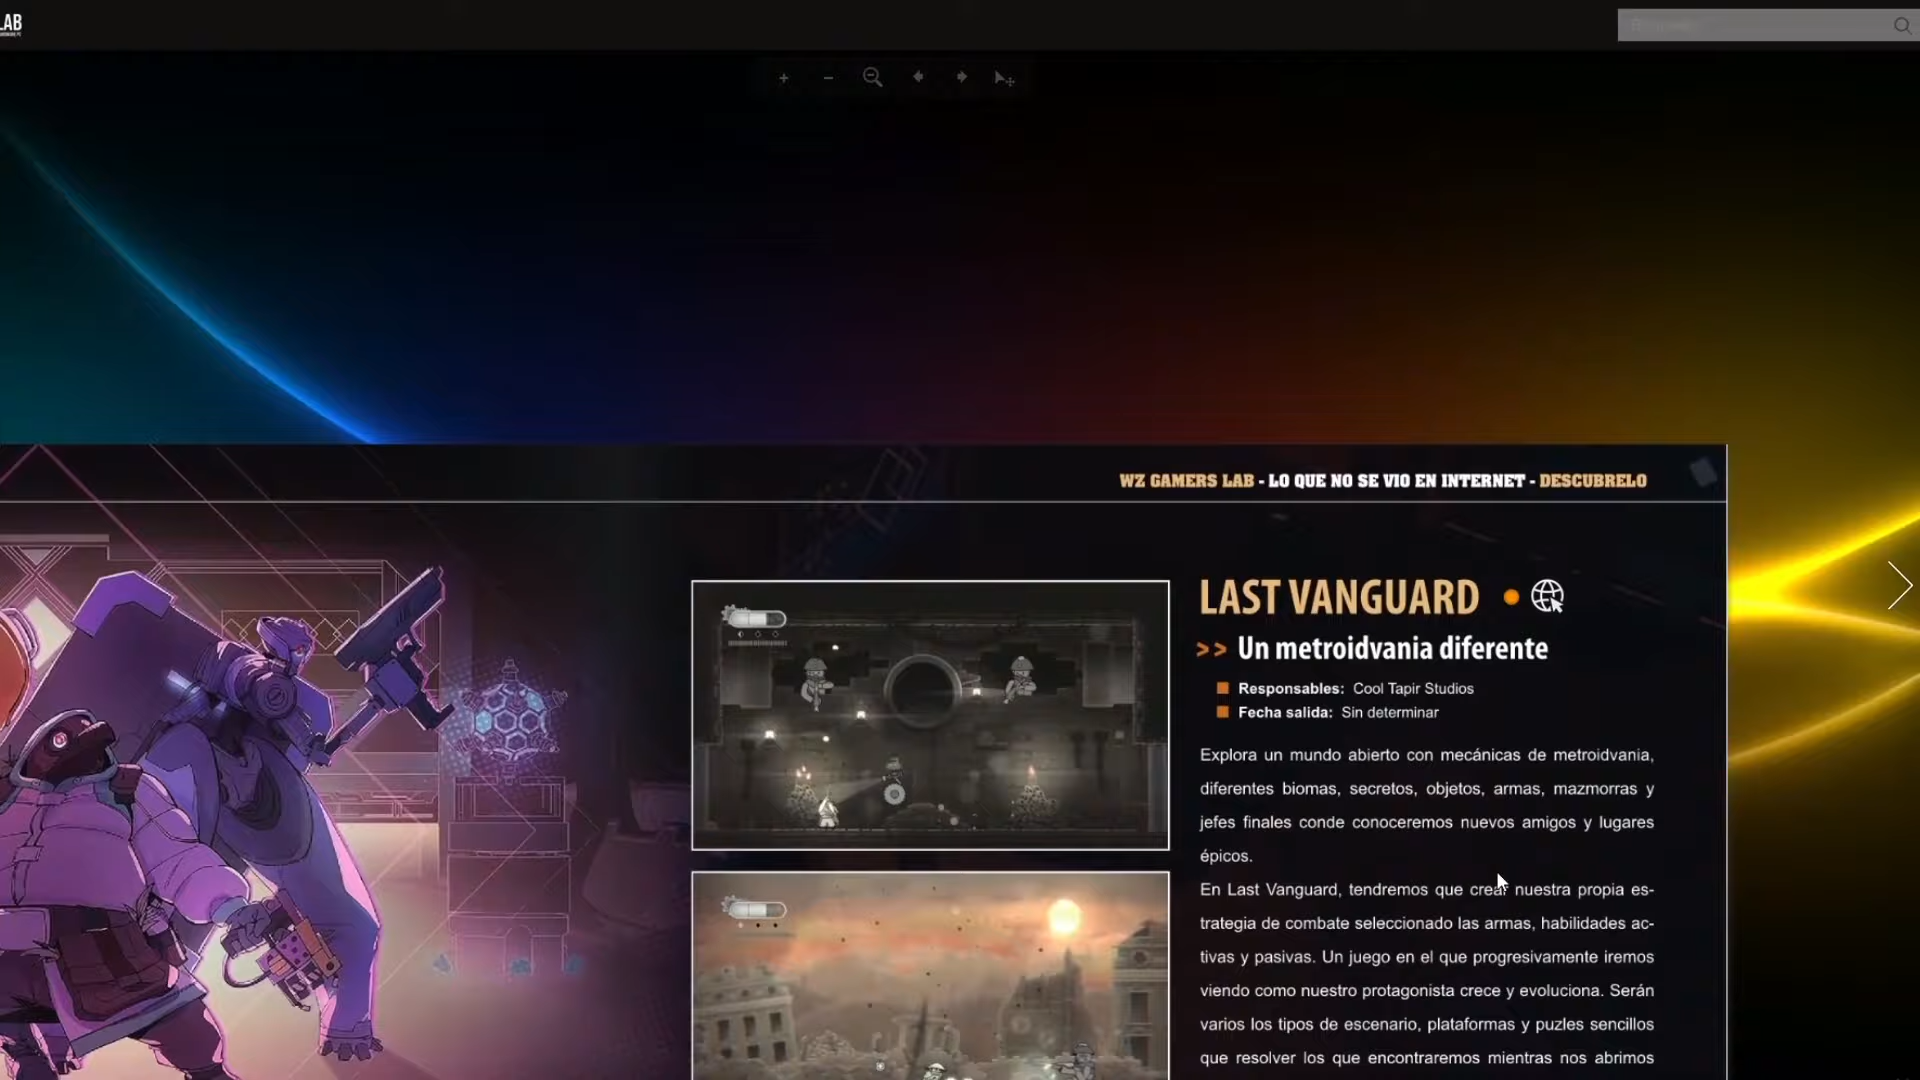 LAB
WZ GAMERS LAB - LO QUE NO SE VIO EN INTERNET - DESCUBRELO
LAST VANGUARD
>> Un metroidvania diferente
Responsables: Cool Tapir Studios
Fecha salida: Sin determinar
Explora un mundo abierto con mecánicas de metroidvania,
diferentes biomas, secretos, objetos, armas, mazmorras y
jefes finales conde conoceremos nuevos amigos y lugares
épicos.
En Last Vanguard, tendremos que crear nuestra propia es-
trategia de combate seleccionado las armas, habilidades ac-
tivas y pasivas. Un juego en el que progresivamente iremos
viendo como nuestro protagonista crece y evoluciona. Serán
varios los tipos de escenario, plataformas y puzles sencillos
que resolver los que encontraremos mientras nos abrimos